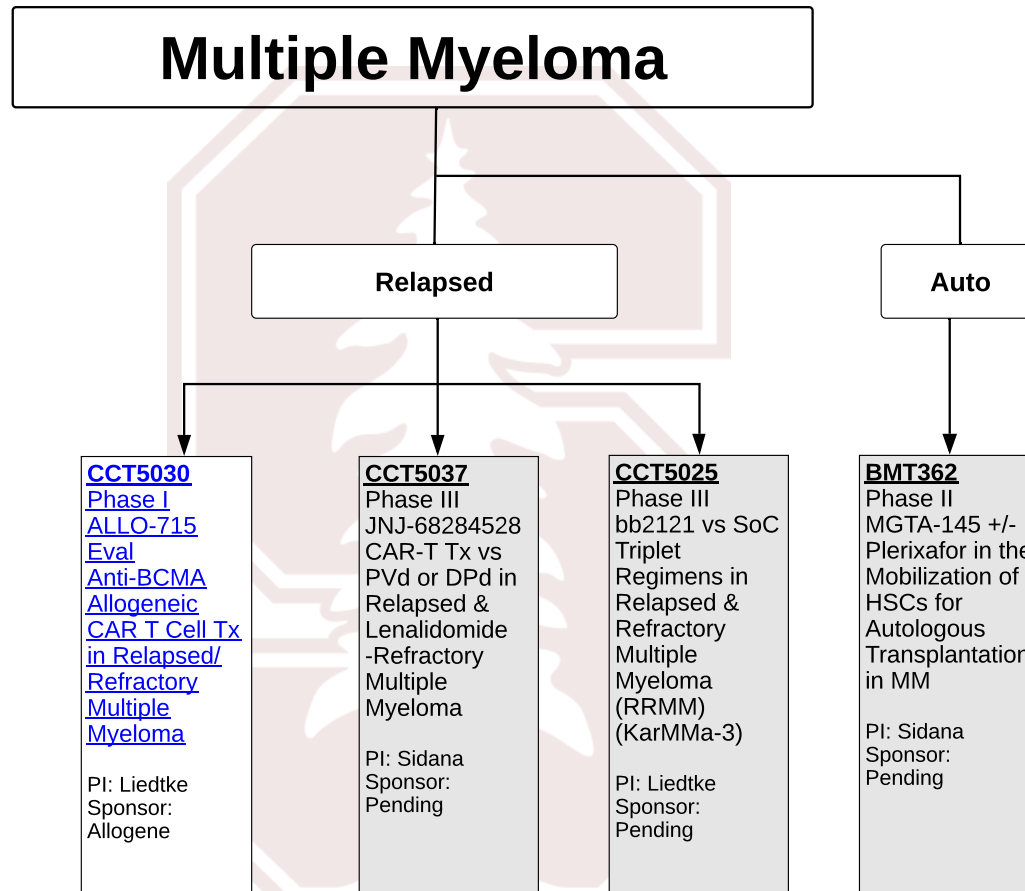 Multiple Myeloma
Relapsed
Auto
CCT5030
Phase I
ALLO-715
Eval
Anti-BCMA
Allogeneic
CAR T Cell Tx
in Relapsed/
Refractory
Multiple
Myeloma
PI: Liedtke
Sponsor:
Allogene
CCT5037
Phase III
JNJ-68284528
CAR-T Tx vs
PVd or DPd in
Relapsed &
Lenalidomide
-Refractory
Multiple
Myeloma
PI: Sidana
Sponsor:
Pending
CCT5025
Phase III
bb2121 vs SoC
Triplet
Regimens in
Relapsed &
Refractory
Multiple
Myeloma
(RRMM)
(KarMMa-3)
PI: Liedtke
Sponsor:
Pending
BMT362
Phase II
MGTA-145 +/-
Plerixafor in the
Mobilization of
HSCs for
Autologous
Transplantation
in MM
PI: Sidana
Sponsor:
Pending